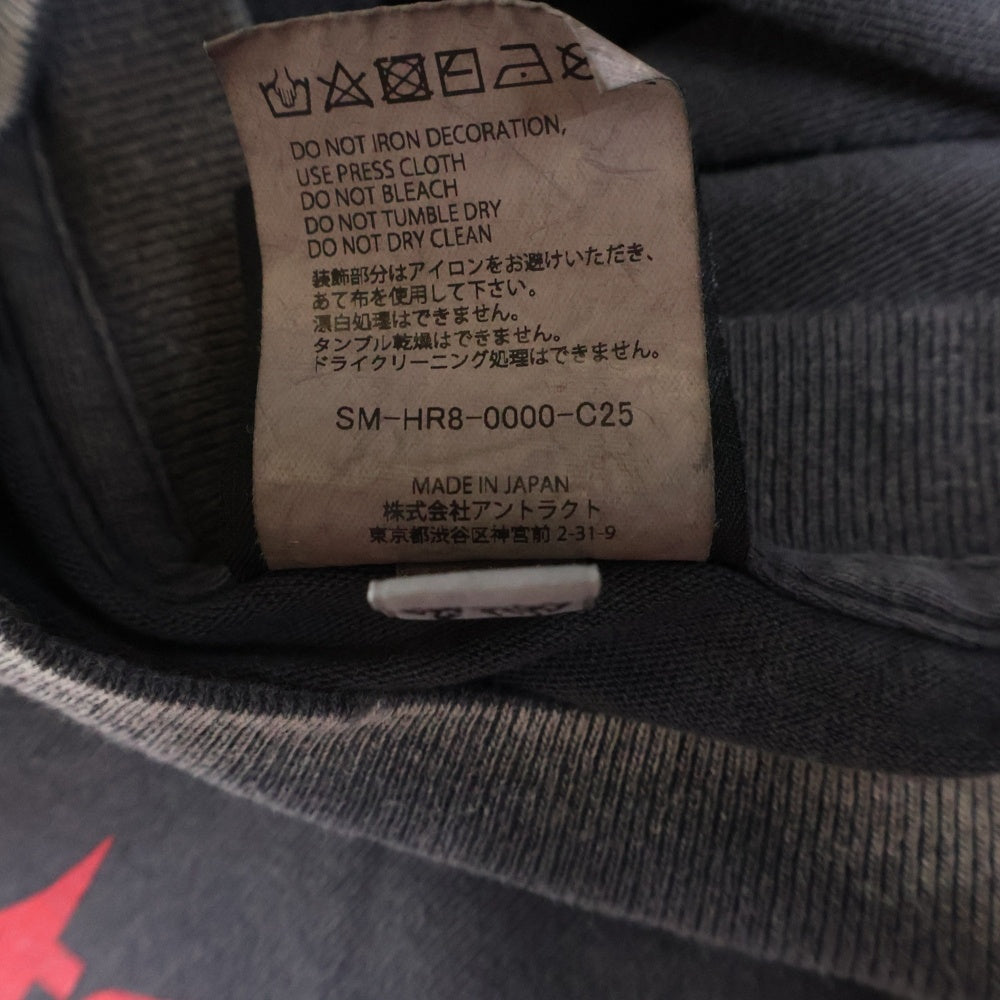 DO NOT IRON DECORATION,
USE PRESS CLOTH
DO NOT BLEACH
DO NOT TUMBLE DRY
DO NOT DRY CLEAN
装飾部分はアイロンをお避けいただき、
あて布を使用して下さい。
漂白処理はできません。
タンブル乾燥はできません。
ドライクリーニング処理はできません。
SM-HR8-0000-C25
MADE IN JAPAN
株式会社アントラクト
東京都渋谷区神宮前 2-31-9